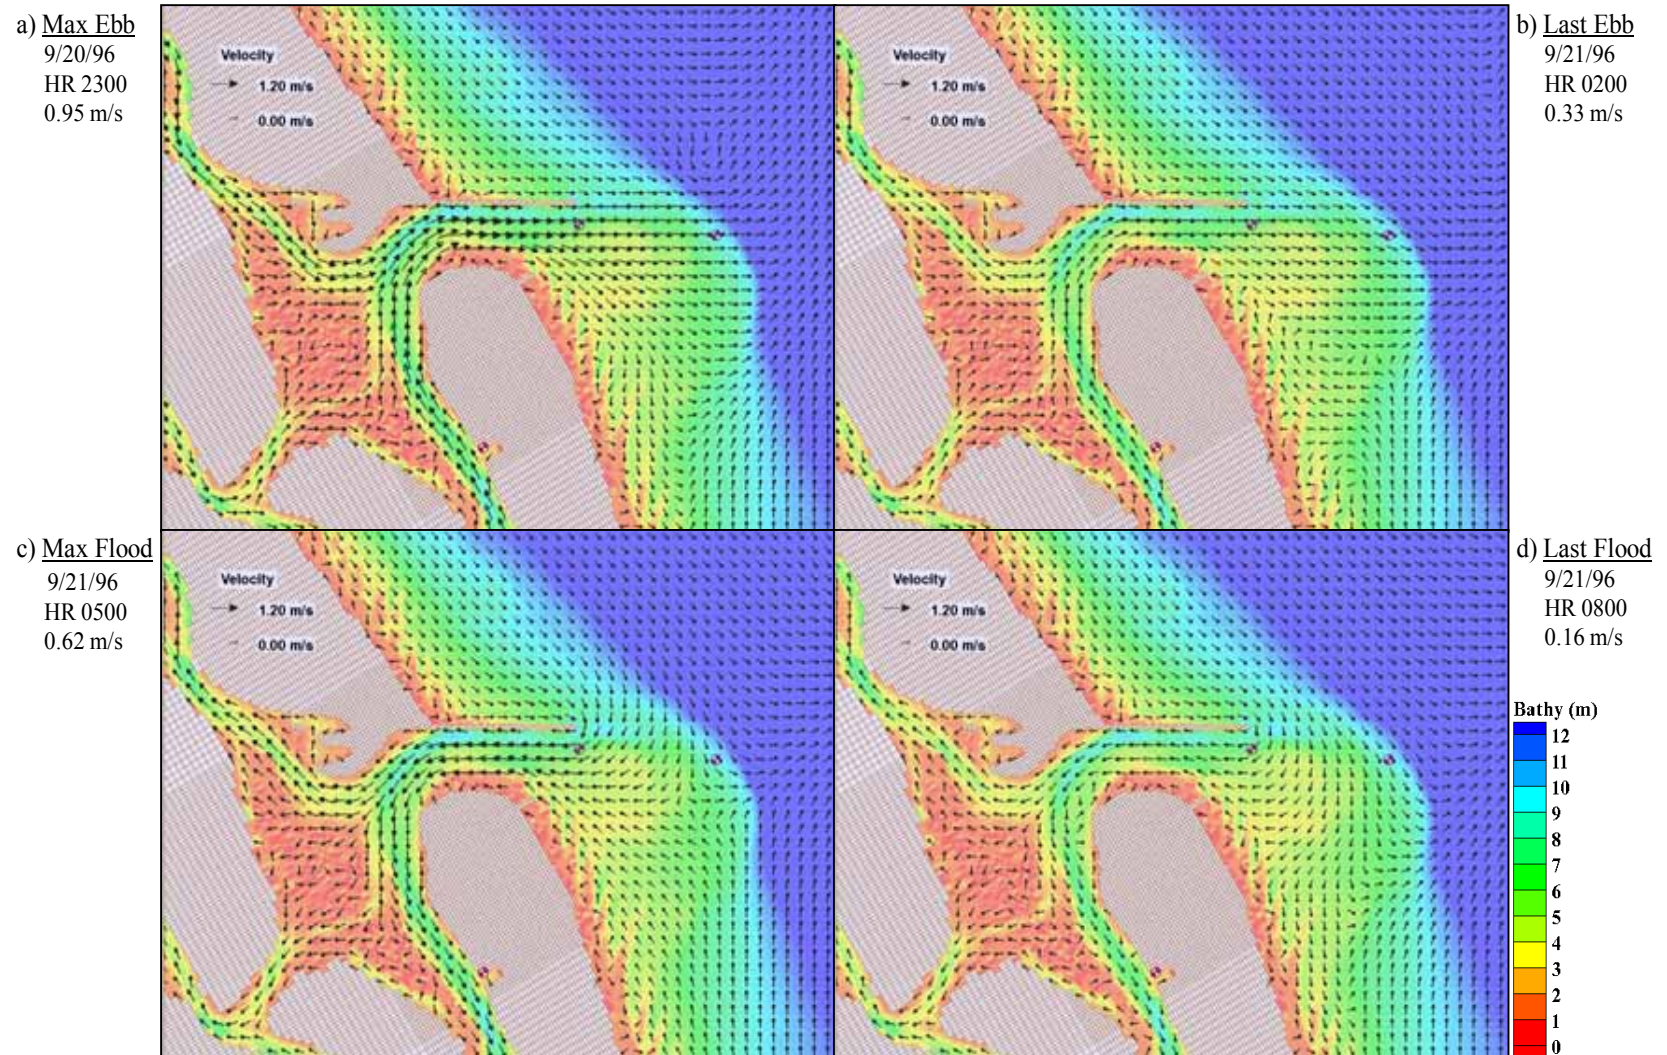 a) Max Ebb
9/20/96
HR 2300
0.95 m/s
Velocity
1.20 m/s
0.00 m/s
Velocity
1.20 m/s
0.00 m/s
b) Last Ebb
9/21/96
HR 0200
0.33 m/s
c) Max Flood
9/21/96
HR 0500
0.62 m/s
Velocity
1.20 m/s
0.00 m/s
Velocity
1.20 m/s
0.00 m/s
d) Last Flood
9/21/96
HR 0800
0.16 m/s
Bathy (m)
12
11
10
9
8
7
6
5
4
3
2
1
0